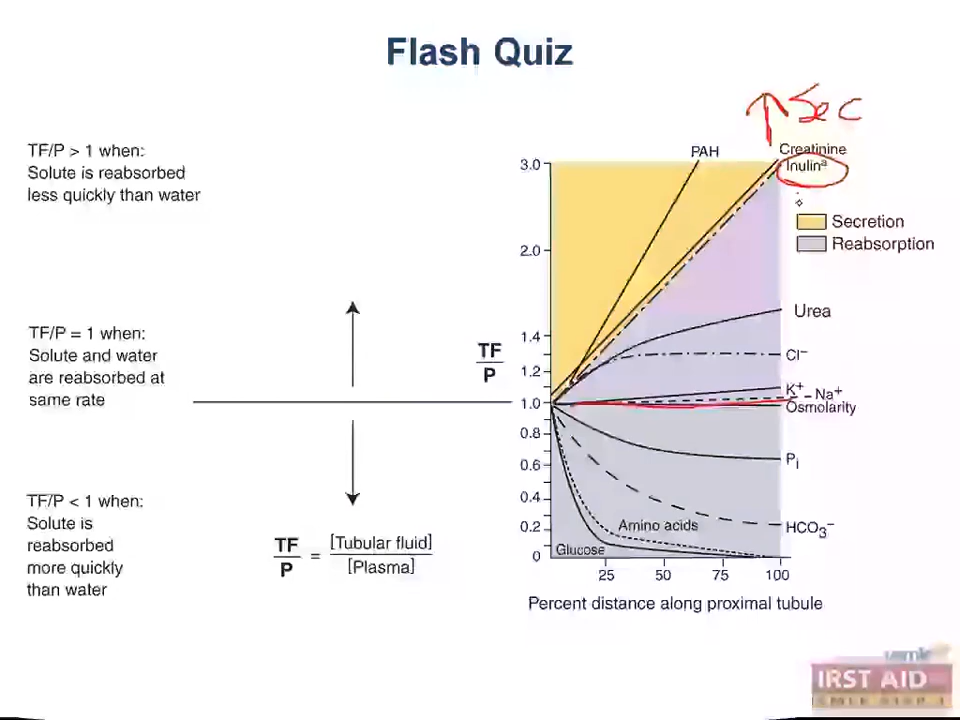 Flash Quiz
↑ Sec
TF/P > 1 when:
Solute is reabsorbed
less quickly than water
TF/P = 1 when:
Solute and water
are reabsorbed at
same rate
TF/P < 1 when:
Solute is
reabsorbed
more quickly
than water
TF/P = [Tubular fluid]/[Plasma]
TF
P
3.0
2.0
1.4
1.2
1.0
0.8
0.6
0.4
0.2
0
PAH
Creatinine
Inulinª
Secretion
Reabsorption
Urea
Cl⁻
K⁺
Na⁺
Osmolarity
Pi
HCO₃⁻
Amino acids
Glucose
25 50 75 100
Percent distance along proximal tubule
IRST AID